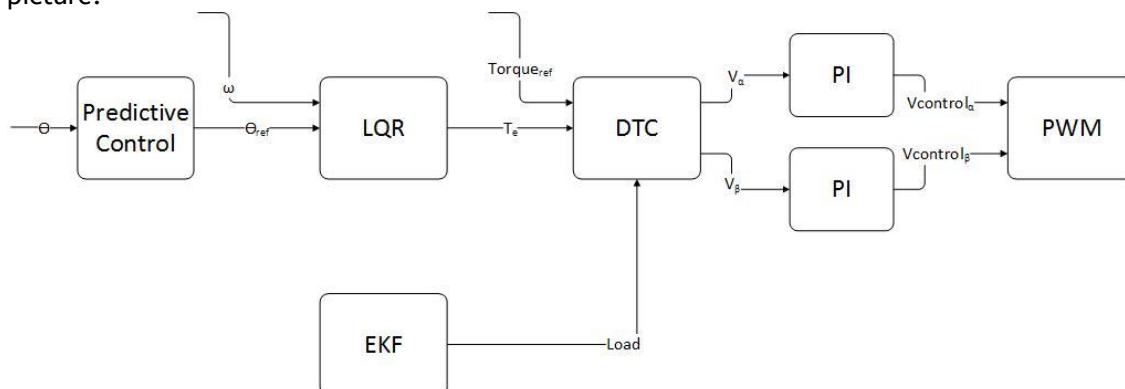 picture:
Predictive
Control
LQR
DTC
PI
PI
PWM
EKF
Θ
ω
Θref
Torqueref
Te
Vα
Vβ
Vcontrolα
Vcontrolβ
Load